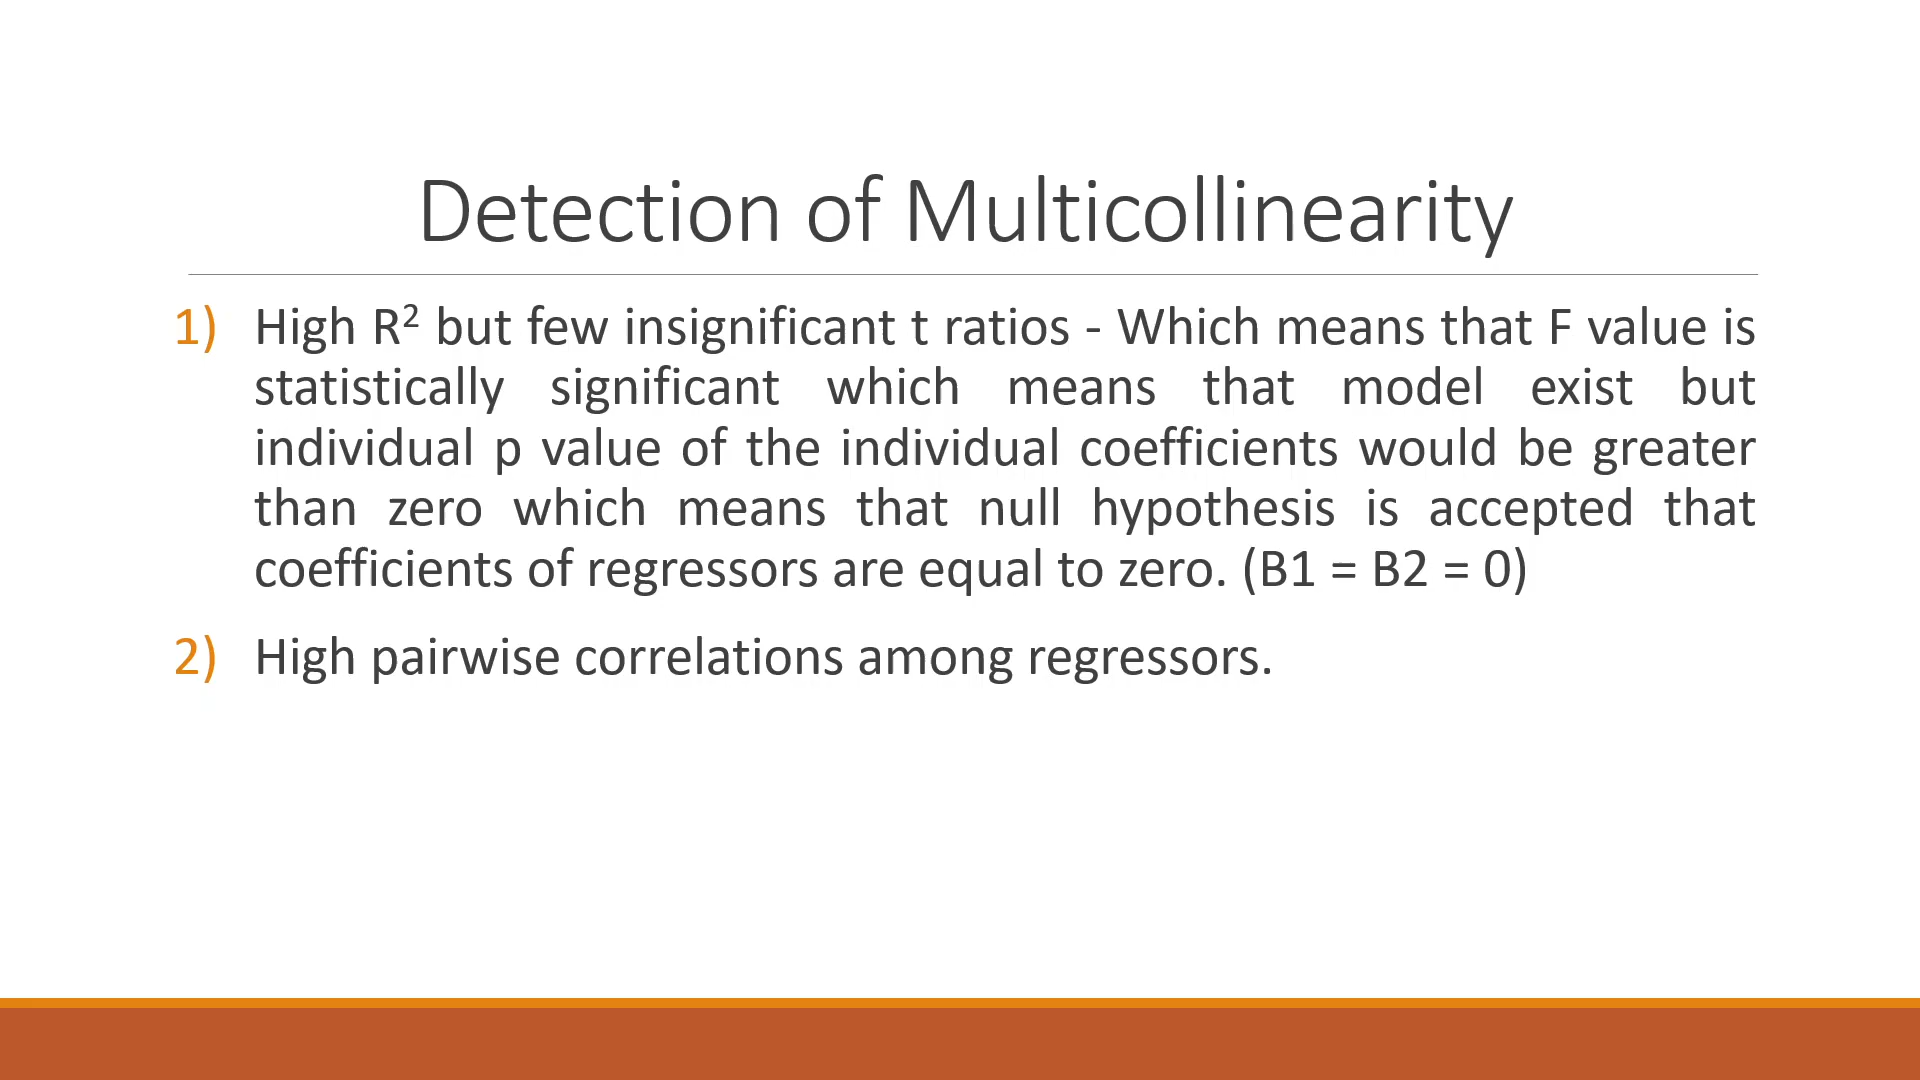 Detection of Multicollinearity
1) High R² but few insignificant t ratios - Which means that F value is
statistically significant which means that model exist but
individual p value of the individual coefficients would be greater
than zero which means that null hypothesis is accepted that
coefficients of regressors are equal to zero. (B1 = B2 = 0)
2) High pairwise correlations among regressors.